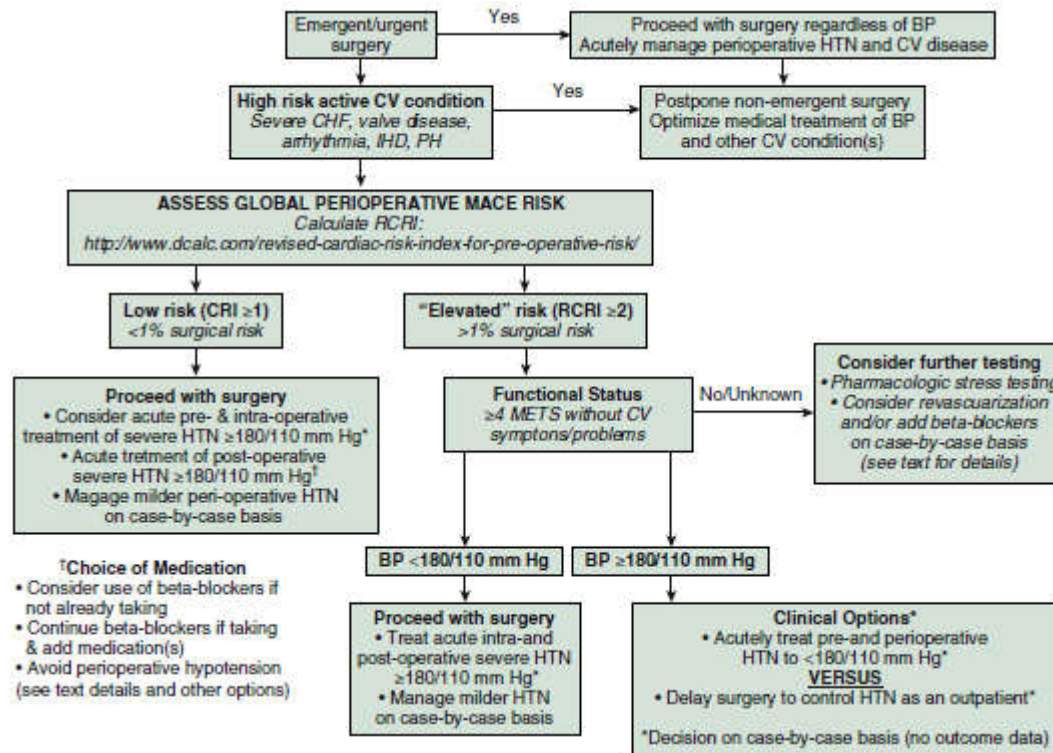 Emergent/urgent
surgery
Yes
Proceed with surgery regardless of BP
Acutely manage perioperative HTN and CV disease
High risk active CV condition
Severe CHF, valve disease,
arrhythmia, IHD, PH
Yes
Postpone non-emergent surgery
Optimize medical treatment of BP
and other CV condition(s)
ASSESS GLOBAL PERIOPERATIVE MACE RISK
Calculate RCRI:
http://www.dcalc.com/revised-cardiac-risk-index-for-pre-operative-risk/
Low risk (CRI ≥1)
<1% surgical risk
"Elevated" risk (RCRI ≥2)
>1% surgical risk
Proceed with surgery
• Consider acute pre- & intra-operative
treatment of severe HTN ≥180/110 mm Hg*
• Acute tretment of post-operative
severe HTN ≥180/110 mm Hg†
• Magage milder peri-operative HTN
on case-by-case basis
Functional Status
≥4 METS without CV
symptons/problems
No/Unknown
Consider further testing
• Pharmacologic stress testing
• Consider revascuarization
and/or add beta-blockers
on case-by-case basis
(see text for details)
BP <180/110 mm Hg
BP ≥180/110 mm Hg
†Choice of Medication
• Consider use of beta-blockers if
not already taking
• Continue beta-blockers if taking
& add medication(s)
• Avoid perioperative hypotension
(see text details and other options)
Proceed with surgery
• Treat acute intra-and
post-operative severe HTN
≥180/110 mm Hg*
• Manage milder HTN
on case-by-case basis
Clinical Options*
• Acutely treat pre-and perioperative
HTN to <180/110 mm Hg*
VERSUS
• Delay surgery to control HTN as an outpatient*
*Decision on case-by-case basis (no outcome data)